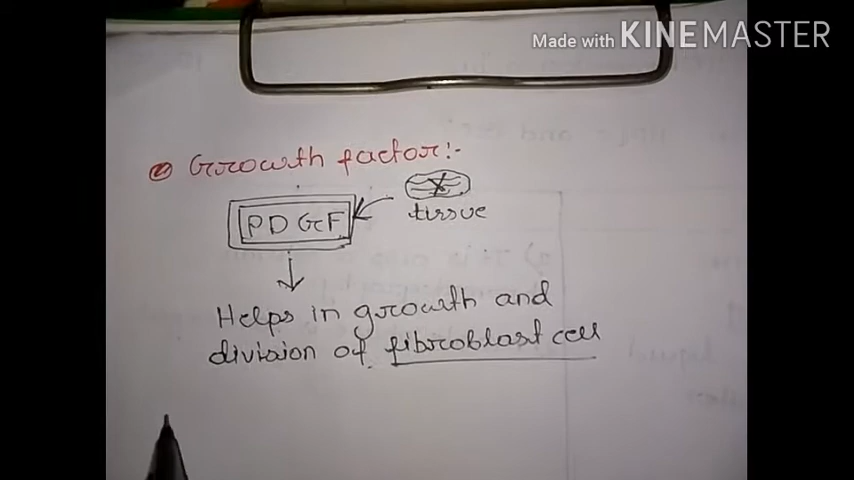 Made with KINEMASTER
Growth factor:-
PDGF
tissue
Helps in growth and
division of fibroblast cell